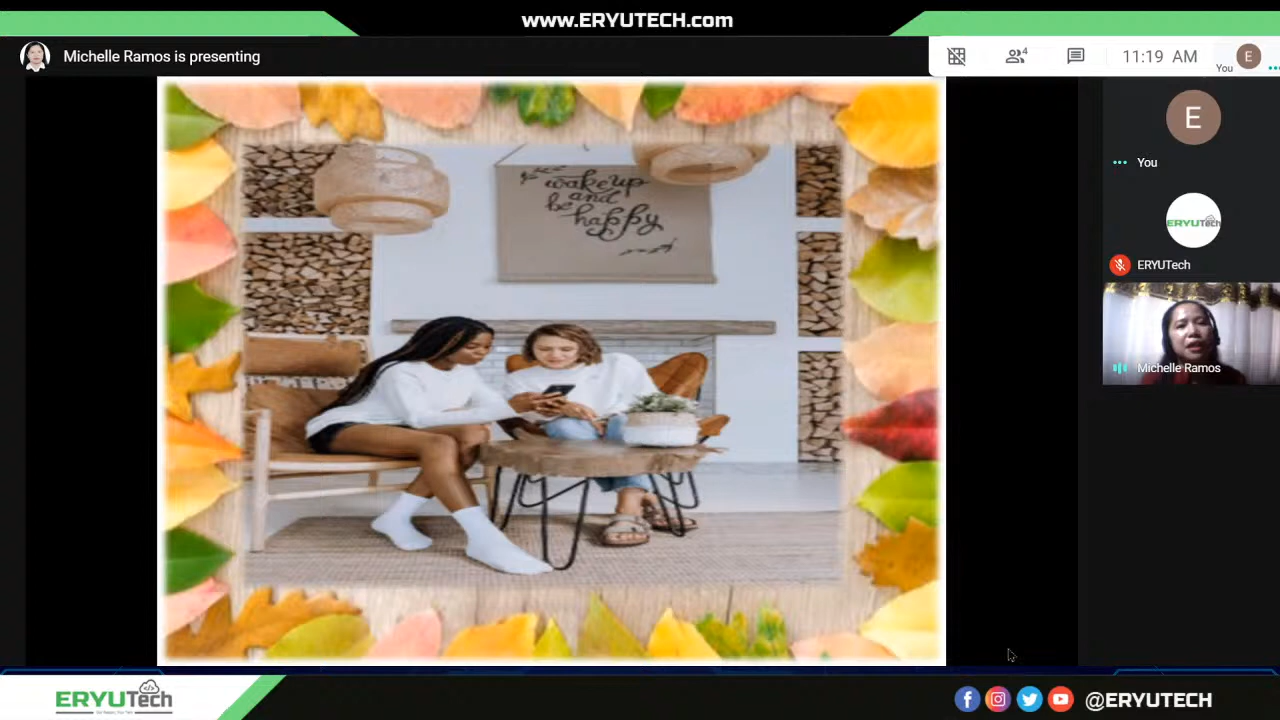 www.ERYUTECH.com
Michelle Ramos is presenting
4
11:19 AM
You
E
wake up
and
be happy
E
You
ERYUTech
ERYUTech
Michelle Ramos
ERYUTech
@ERYUTECH